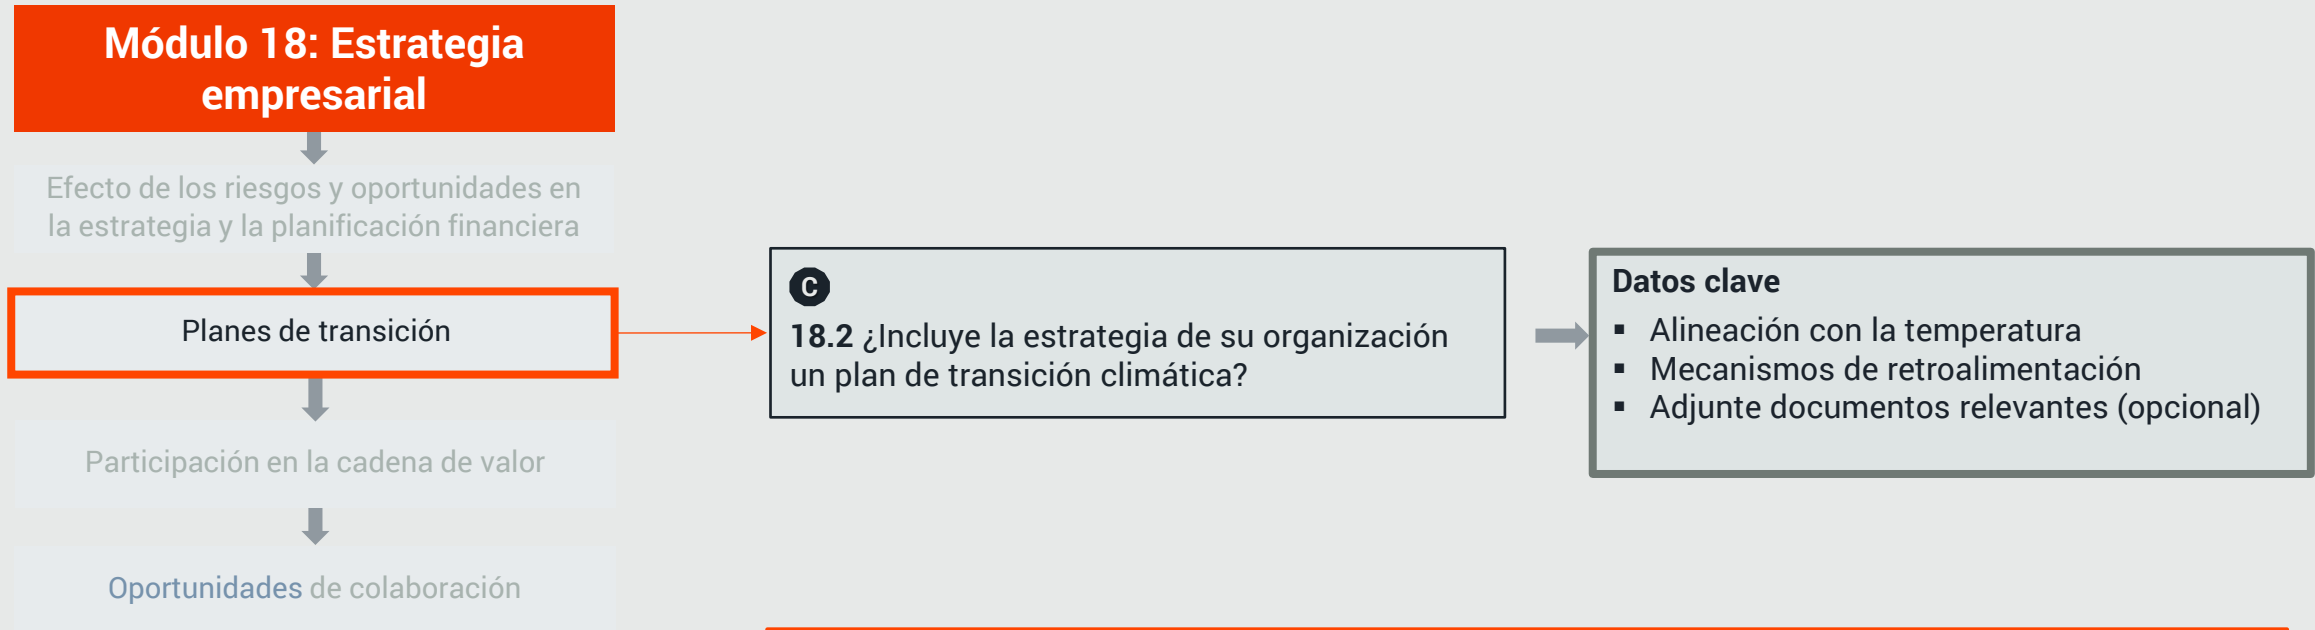 Módulo 18: Estrategia
empresarial
Efecto de los riesgos y oportunidades en
la estrategia y la planificación financiera
Planes de transición
Participación en la cadena de valor
Oportunidades de colaboración
C
18.2 ¿Incluye la estrategia de su organización
un plan de transición climática?
Datos clave
▪ Alineación con la temperatura
▪ Mecanismos de retroalimentación
▪ Adjunte documentos relevantes (opcional)